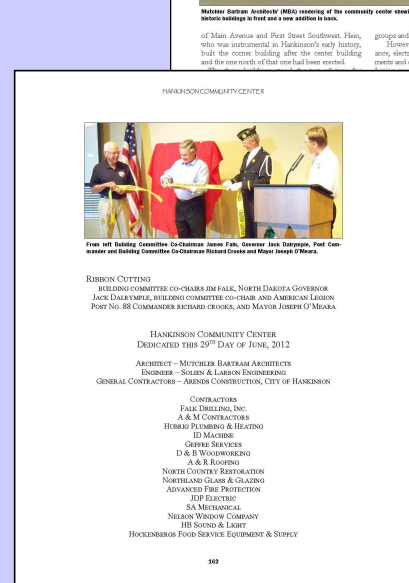 Mutchler Bartram Architects' (MBA) rendering of the community center showi
historic buildings in front and a new addition in back.
of Main Avenue and First Street Southwest. Hein,
who was instrumental in Hankinson's early history,
built the corner building after the center building
and the one north of that one had been erected.
groups and
Howev
ance, elect
ments and
HANKINSON COMMUNITY CENTER
From left Building Committee Co-Chairman James Falk, Governor Jack Dalrymple, Post Com-
mander and Building Committee Co-Chairman Richard Crooks and Mayor Joseph O'Meara.
Ribbon Cutting
building committee co-chairs jim falk, North Dakota Governor
Jack Dalrymple, building committee co-chair and American Legion
Post No. 88 Commander richard crooks, and Mayor Joseph O'Meara
Hankinson Community Center
Dedicated this 29th Day of June, 2012
Architect – Mutchler Bartram Architects
Engineer – Solien & Larson Engineering
General Contractors – Arends Construction, City of Hankinson
Contractors
Falk Drilling, Inc.
A & M Contractors
Hubrig Plumbing & Heating
ID Machine
Geffre Services
D & B Woodworking
A & R Roofing
North Country Restoration
Northland Glass & Glazing
Advanced Fire Protection
JDP Electric
SA Mechanical
Nelson Window Company
HB Sound & Light
Hockenbergs Food Service Equipment & Supply
162